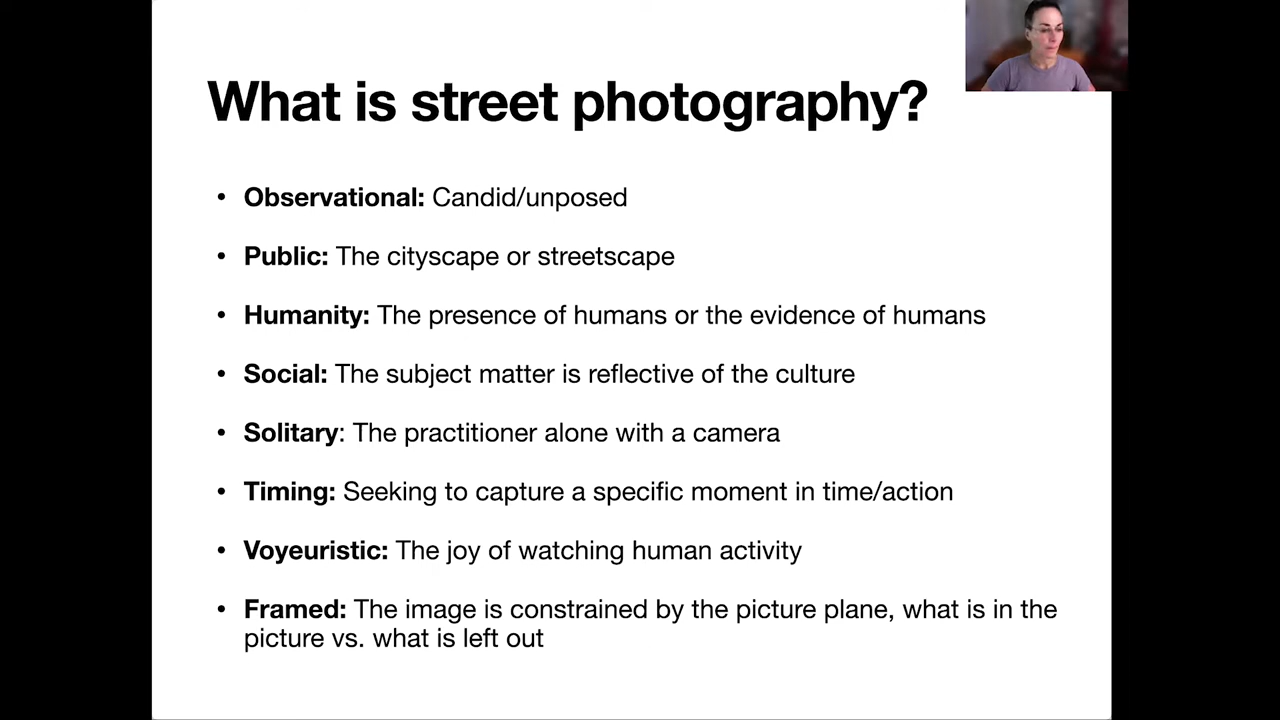 What is street photography?
• Observational: Candid/unposed
• Public: The cityscape or streetscape
• Humanity: The presence of humans or the evidence of humans
• Social: The subject matter is reflective of the culture
• Solitary: The practitioner alone with a camera
• Timing: Seeking to capture a specific moment in time/action
• Voyeuristic: The joy of watching human activity
• Framed: The image is constrained by the picture plane, what is in the
picture vs. what is left out